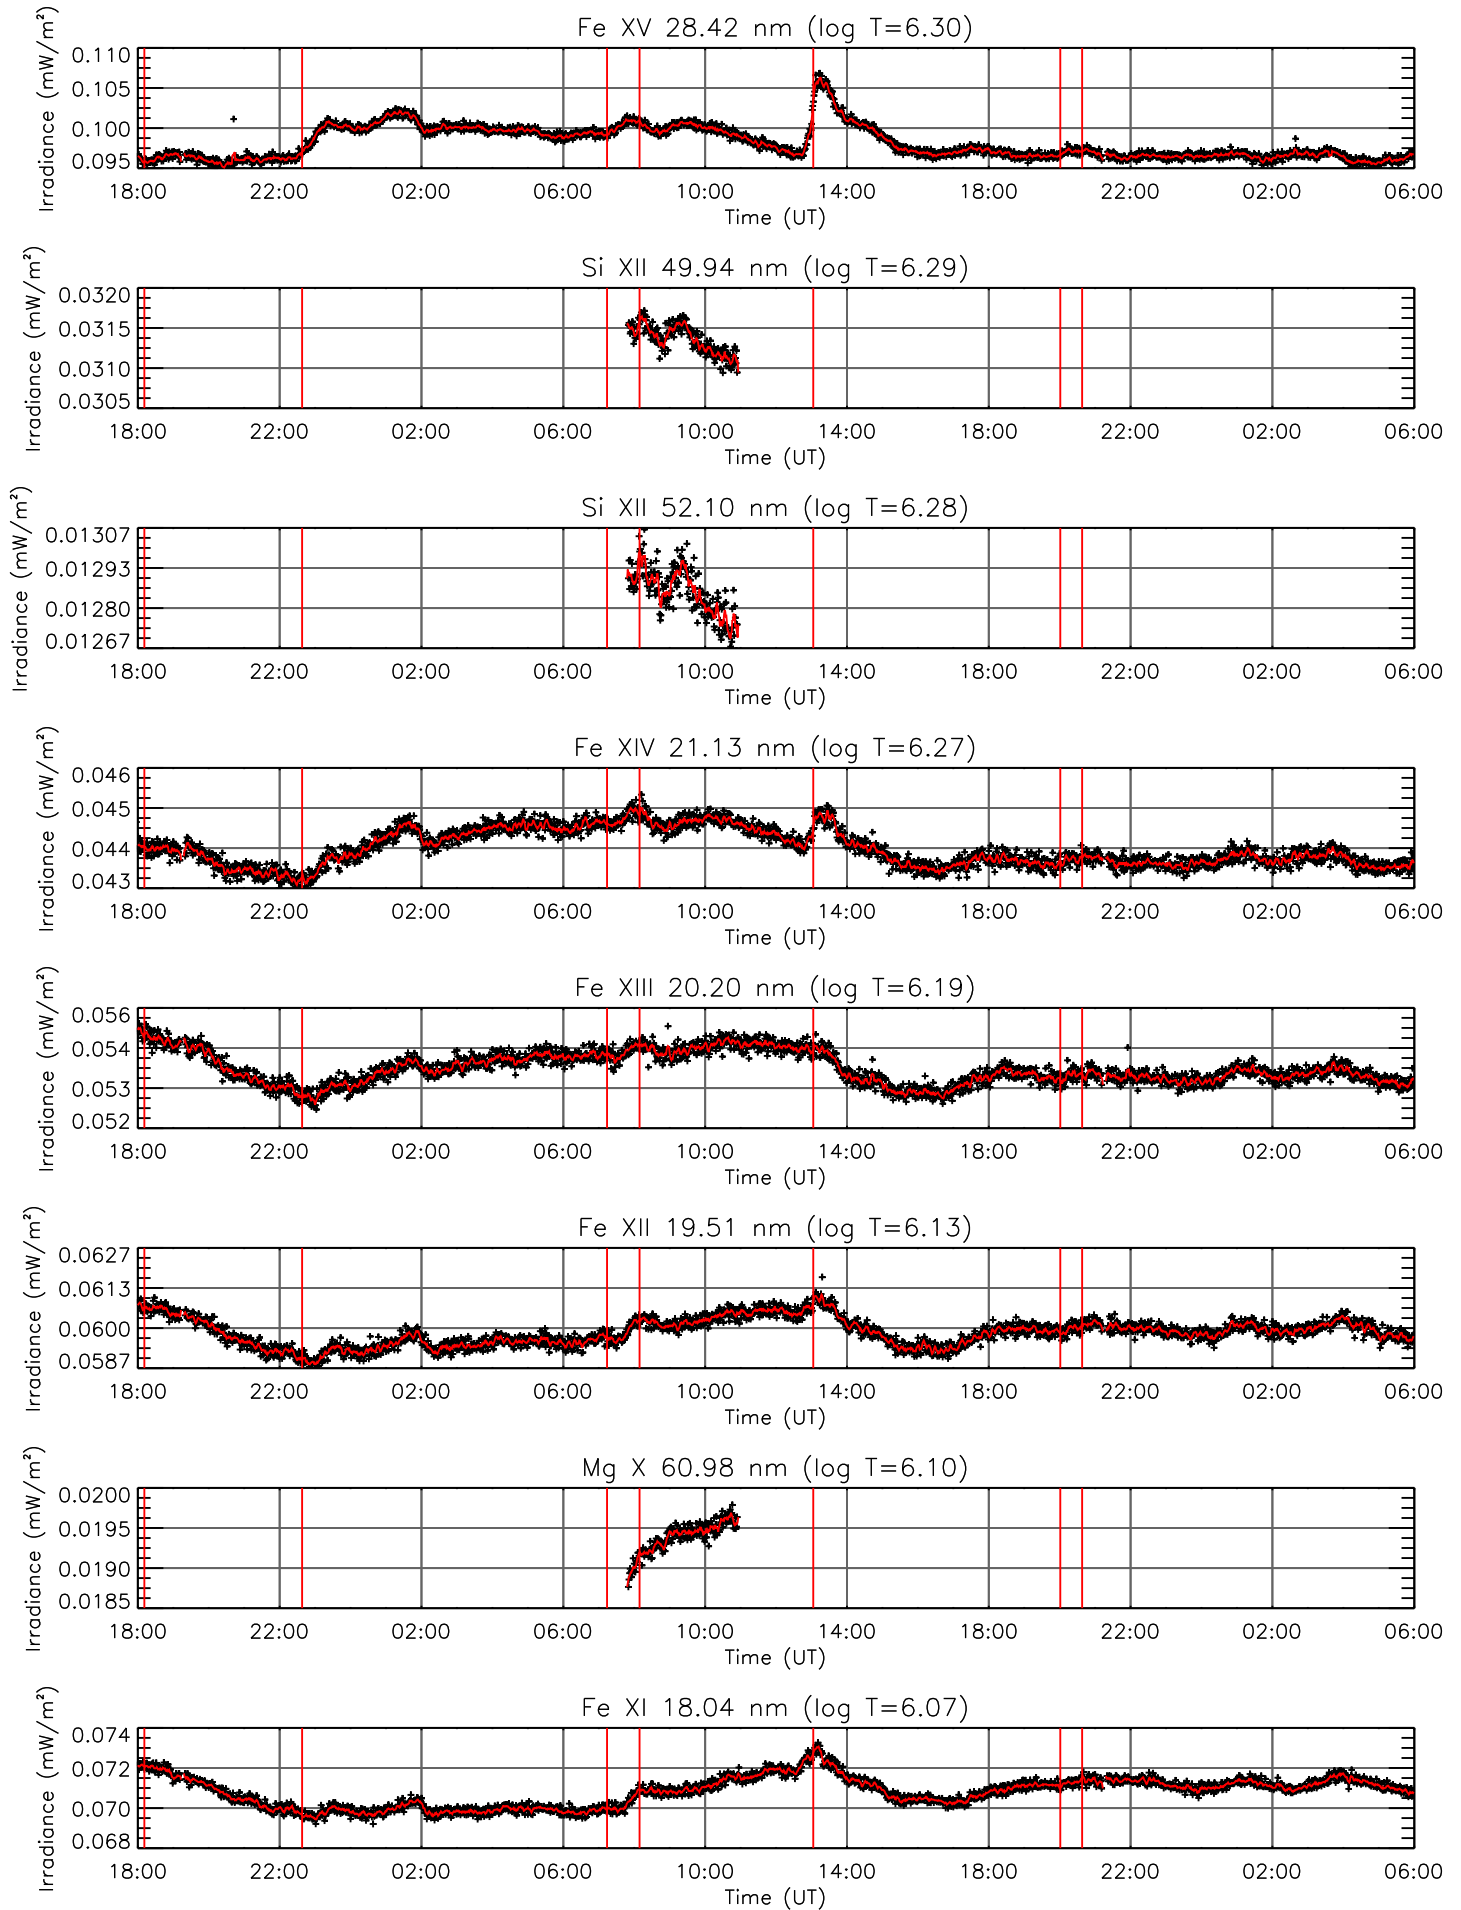 Fe XV 28.42 nm (log T=6.30)
Irradiance (mW/m²)
0.110
0.105
0.100
0.095
18:00 22:00 02:00 06:00 10:00 14:00 18:00 22:00 02:00 06:00
Time (UT)
Si XII 49.94 nm (log T=6.29)
Irradiance (mW/m²)
0.0320
0.0315
0.0310
0.0305
18:00 22:00 02:00 06:00 10:00 14:00 18:00 22:00 02:00 06:00
Time (UT)
Si XII 52.10 nm (log T=6.28)
Irradiance (mW/m²)
0.01307
0.01293
0.01280
0.01267
18:00 22:00 02:00 06:00 10:00 14:00 18:00 22:00 02:00 06:00
Time (UT)
Fe XIV 21.13 nm (log T=6.27)
Irradiance (mW/m²)
0.046
0.045
0.044
0.043
18:00 22:00 02:00 06:00 10:00 14:00 18:00 22:00 02:00 06:00
Time (UT)
Fe XIII 20.20 nm (log T=6.19)
Irradiance (mW/m²)
0.056
0.054
0.053
0.052
18:00 22:00 02:00 06:00 10:00 14:00 18:00 22:00 02:00 06:00
Time (UT)
Fe XII 19.51 nm (log T=6.13)
Irradiance (mW/m²)
0.0627
0.0613
0.0600
0.0587
18:00 22:00 02:00 06:00 10:00 14:00 18:00 22:00 02:00 06:00
Time (UT)
Mg X 60.98 nm (log T=6.10)
Irradiance (mW/m²)
0.0200
0.0195
0.0190
0.0185
18:00 22:00 02:00 06:00 10:00 14:00 18:00 22:00 02:00 06:00
Time (UT)
Fe XI 18.04 nm (log T=6.07)
Irradiance (mW/m²)
0.074
0.072
0.070
0.068
18:00 22:00 02:00 06:00 10:00 14:00 18:00 22:00 02:00 06:00
Time (UT)